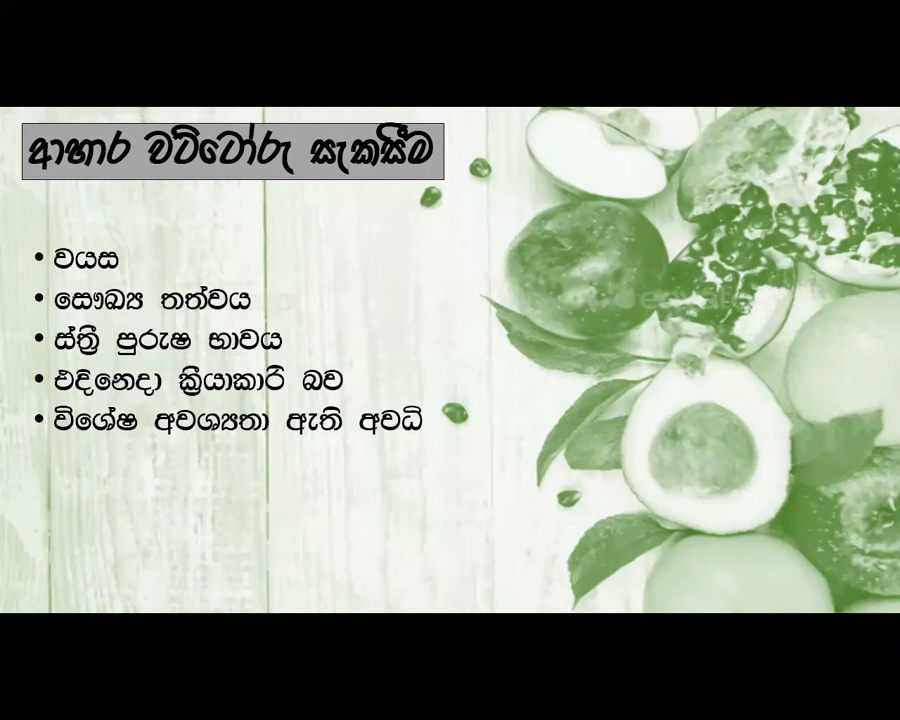 ආහාර වට්ටෝරු සැකසීම
• වයස
• සෞඛ්‍ය තත්වය
• ස්ත්‍රී පුරුෂ භාවය
• එදිනෙදා ක්‍රීයාකාරී බව
• විශේෂ අවශ්‍යතා ඇති අවධි